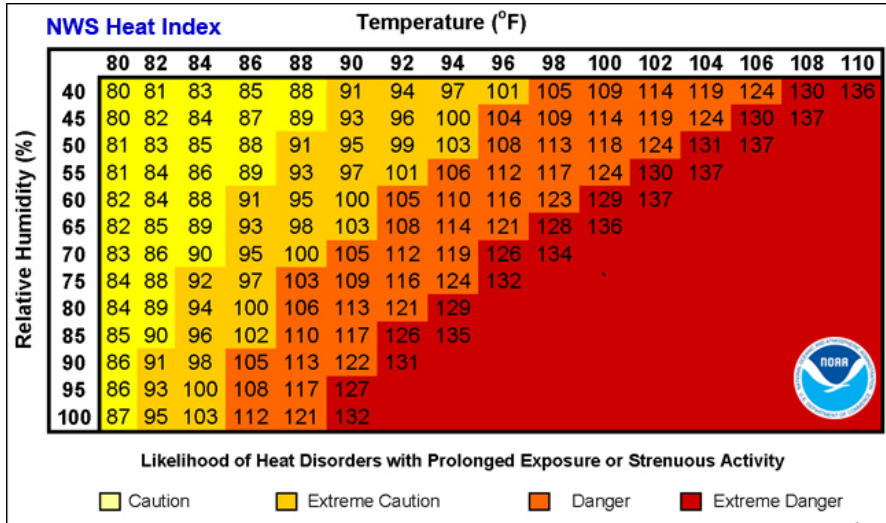 NWS Heat Index
Temperature (°F)
80 82 84 86 88 90 92 94 96 98 100 102 104 106 108 110
40 80 81 83 85 88 91 94 97 101 105 109 114 119 124 130 136
45 80 82 84 87 89 93 96 100 104 109 114 119 124 130 137
50 81 83 85 88 91 95 99 103 108 113 118 124 131 137
55 81 84 86 89 93 97 101 106 112 117 124 130 137
60 82 84 88 91 95 100 105 110 116 123 129 137
65 82 85 89 93 98 103 108 114 121 128 136
70 83 86 90 95 100 105 112 119 126 134
75 84 88 92 97 103 109 116 124 132
80 84 89 94 100 106 113 121 129
85 85 90 96 102 110 117 126 135
90 86 91 98 105 113 122 131
95 86 93 100 108 117 127
100 87 95 103 112 121 132
Relative Humidity (%)
NOAA
Likelihood of Heat Disorders with Prolonged Exposure or Strenuous Activity
Caution Extreme Caution Danger Extreme Danger